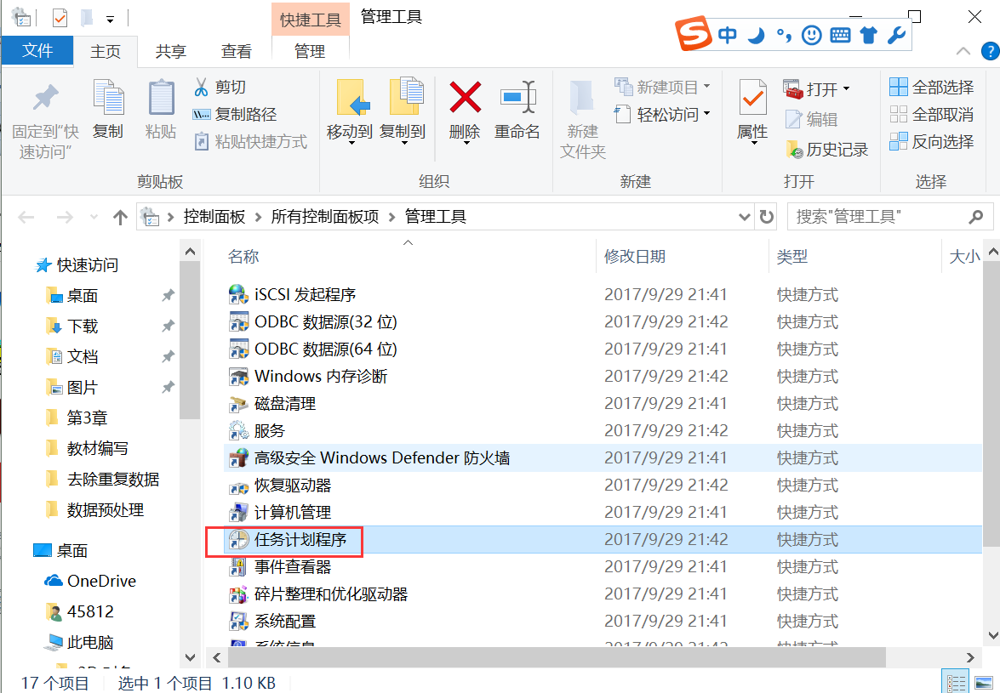 快捷工具 管理工具
中
文件 主页 共享 查看 管理
固定到“快速访问”
复制
粘贴
剪切
复制路径
粘贴快捷方式
剪贴板
移动到 复制到 删除 重命名
组织
新建文件夹
新建项目
轻松访问
新建
属性
打开
编辑
历史记录
打开
全部选择
全部取消
反向选择
选择
控制面板 所有控制面板项 管理工具
搜索"管理工具"
快速访问
桌面
下载
文档
图片
第3章
教材编写
去除重复数据
数据预处理
桌面
OneDrive
45812
此电脑
名称 修改日期 类型 大小
iSCSI 发起程序 2017/9/29 21:41 快捷方式
ODBC 数据源(32 位) 2017/9/29 21:42 快捷方式
ODBC 数据源(64 位) 2017/9/29 21:41 快捷方式
Windows 内存诊断 2017/9/29 21:42 快捷方式
磁盘清理 2017/9/29 21:41 快捷方式
服务 2017/9/29 21:42 快捷方式
高级安全 Windows Defender 防火墙 2017/9/29 21:41 快捷方式
恢复驱动器 2017/9/29 21:42 快捷方式
计算机管理 2017/9/29 21:41 快捷方式
任务计划程序 2017/9/29 21:42 快捷方式
事件查看器 2017/9/29 21:41 快捷方式
碎片整理和优化驱动器 2017/9/29 21:41 快捷方式
系统配置 2017/9/29 21:41 快捷方式
17 个项目 选中 1 个项目 1.10 KB